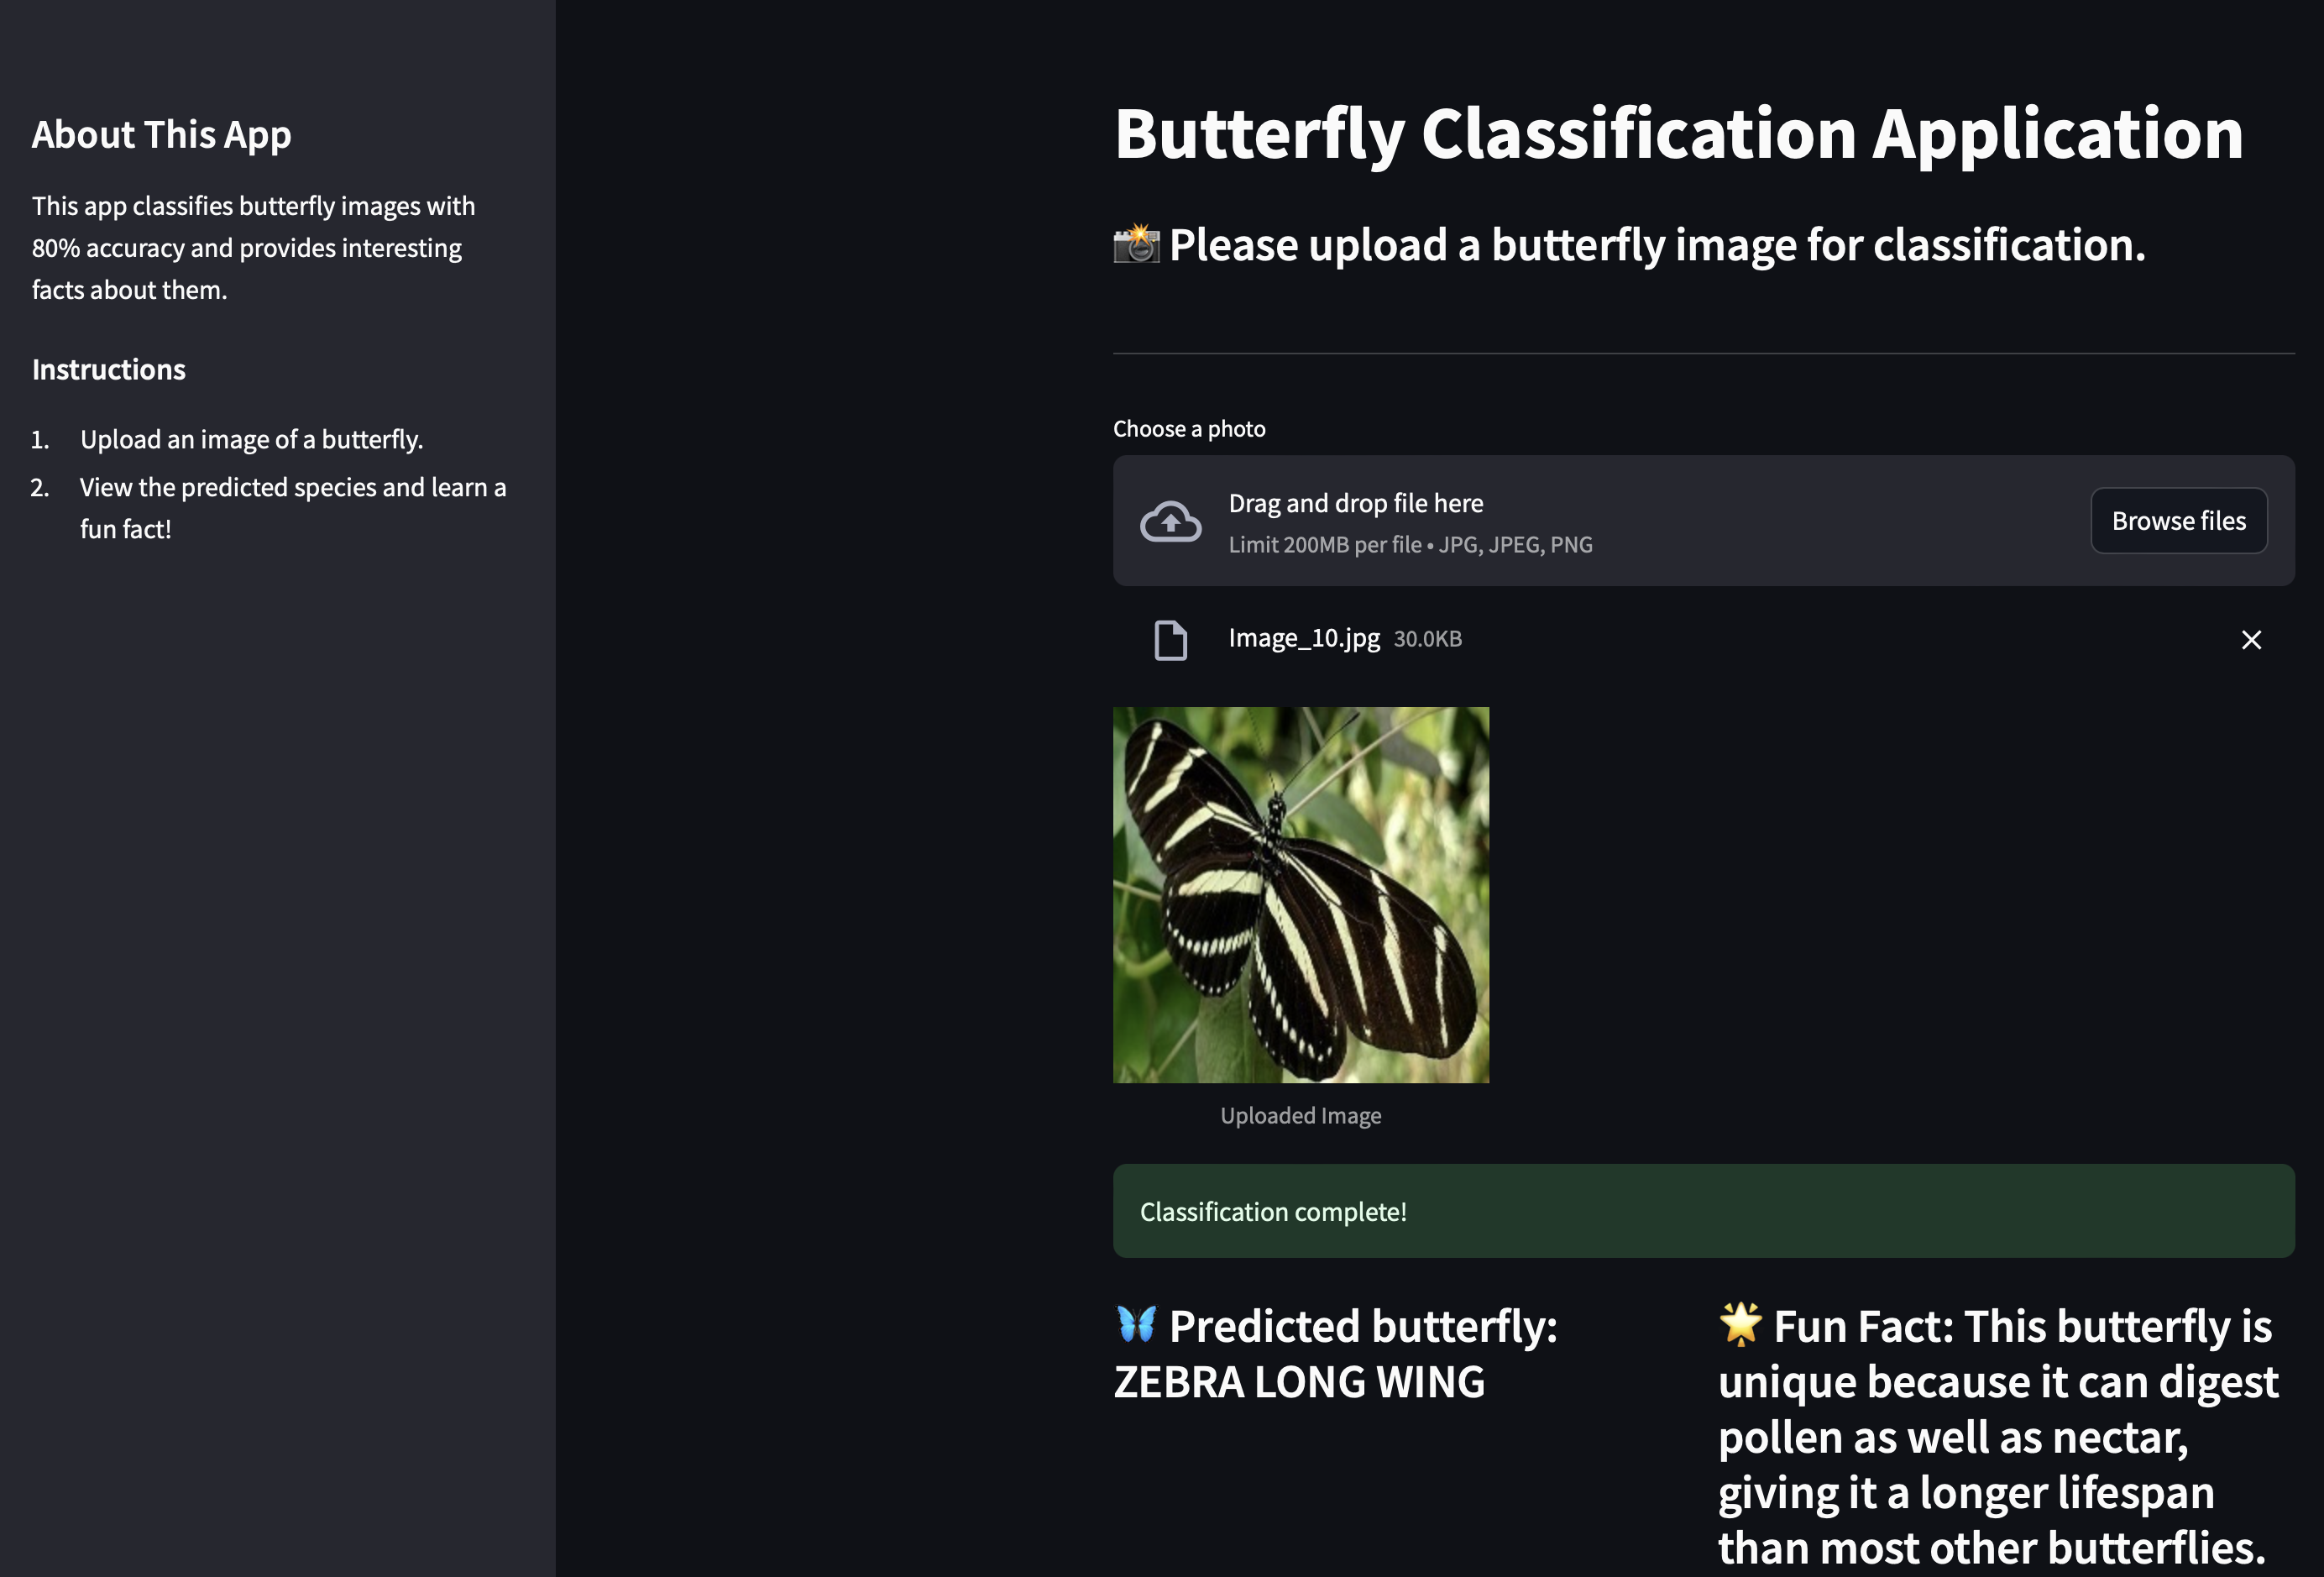 About This App
This app classifies butterfly images with
80% accuracy and provides interesting
facts about them.
Instructions
1. Upload an image of a butterfly.
2. View the predicted species and learn a
fun fact!
Butterfly Classification Application
📸 Please upload a butterfly image for classification.
Choose a photo
Drag and drop file here
Limit 200MB per file • JPG, JPEG, PNG
Browse files
Image_10.jpg 30.0KB
Uploaded Image
Classification complete!
🦋 Predicted butterfly:
ZEBRA LONG WING
🌟 Fun Fact: This butterfly is
unique because it can digest
pollen as well as nectar,
giving it a longer lifespan
than most other butterflies.